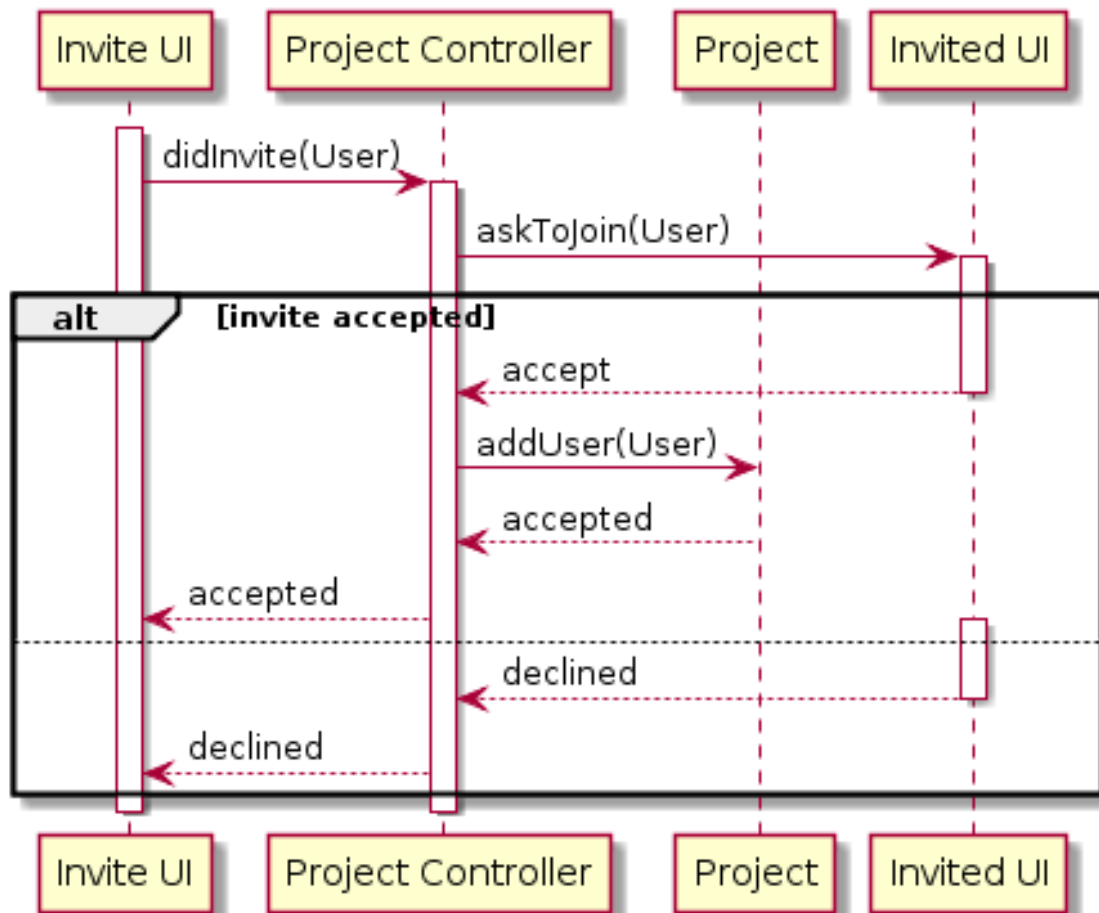 Invite UI
Project Controller
Project
Invited UI
didInvite(User)
askToJoin(User)
alt
[invite accepted]
accept
addUser(User)
accepted
accepted
declined
declined
Invite UI
Project Controller
Project
Invited UI